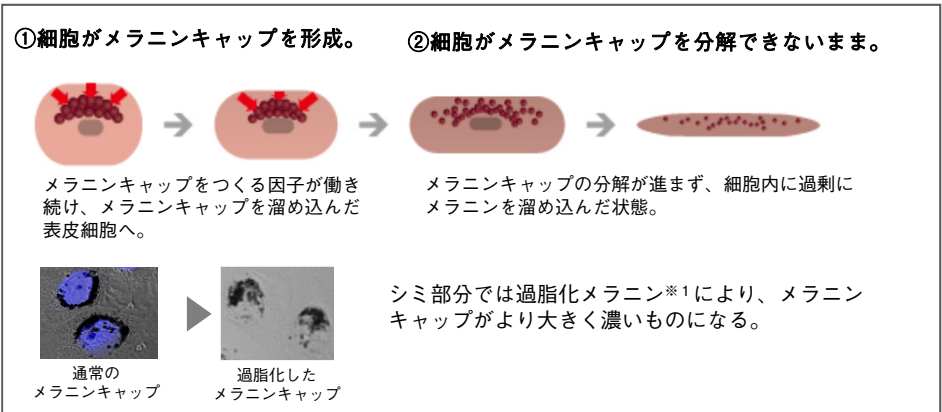 ①細胞がメラニンキャップを形成。
②細胞がメラニンキャップを分解できないまま。
メラニンキャップをつくる因子が働き
続け、メラニンキャップを溜め込んだ
表皮細胞へ。
メラニンキャップの分解が進まず、細胞内に過剰に
メラニンを溜め込んだ状態。
通常の
メラニンキャップ
過脂化した
メラニンキャップ
シミ部分では過脂化メラニン※1により、メラニン
キャップがより大きく濃いものになる。